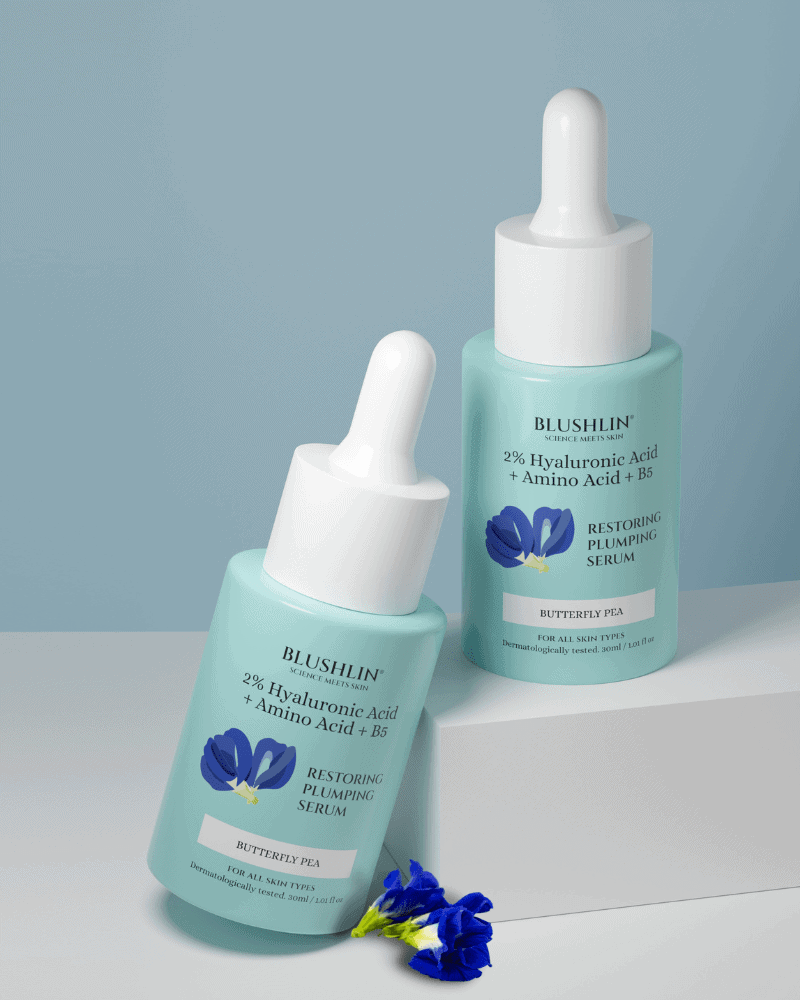 BLUSHLIN®
SCIENCE MEETS SKIN
2% Hyaluronic Acid
+ Amino Acid + B5
RESTORING
PLUMPING
SERUM
BUTTERFLY PEA
FOR ALL SKIN TYPES
Dermatologically tested. 30ml / 1.01 fl oz
BLUSHLIN®
SCIENCE MEETS SKIN
2% Hyaluronic Acid
+ Amino Acid + B5
RESTORING
PLUMPING
SERUM
BUTTERFLY PEA
FOR ALL SKIN TYPES
Dermatologically tested. 30ml / 1.01 fl oz